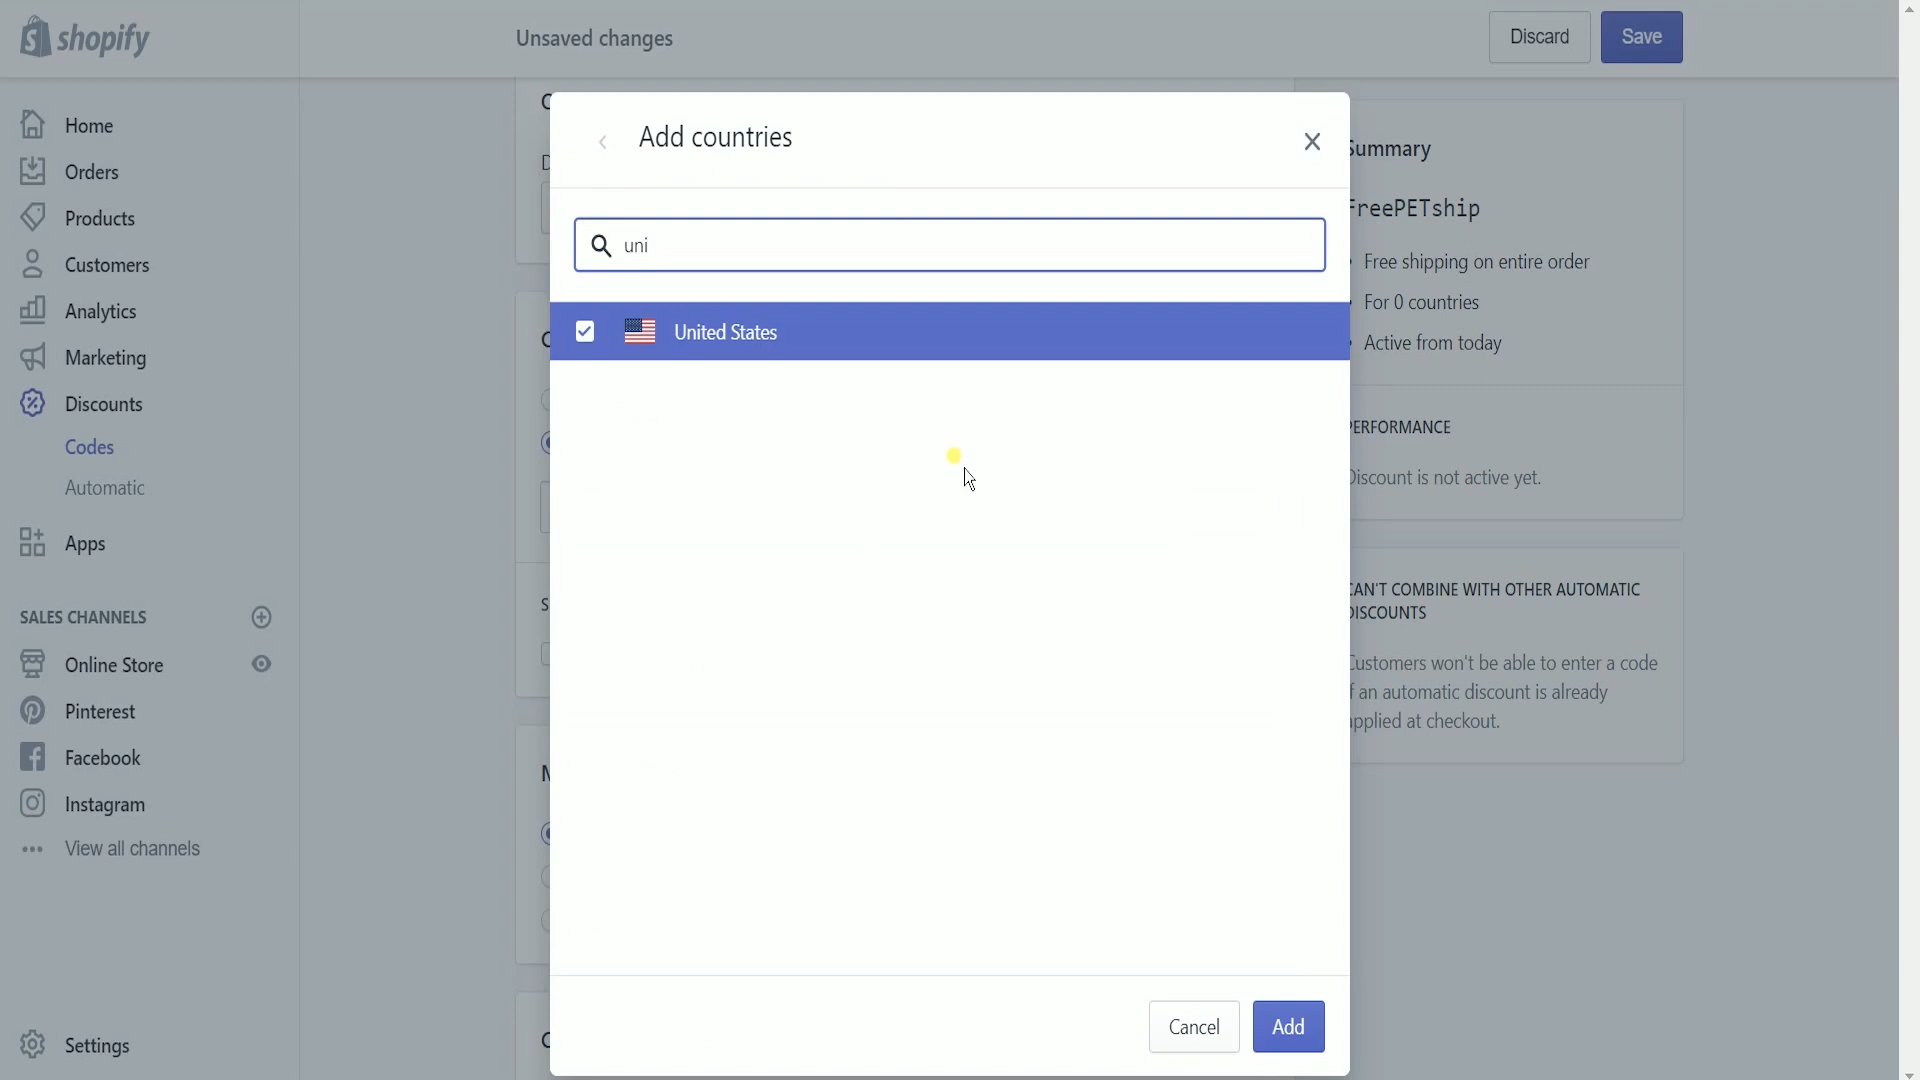 shopify
Unsaved changes
Discard
Save
Home
Orders
Products
Customers
Analytics
Marketing
Discounts
Codes
Automatic
Apps
SALES CHANNELS
Online Store
Pinterest
Facebook
Instagram
View all channels
Settings
Add countries
uni
United States
Cancel
Add
Summary
FreePETship
Free shipping on entire order
For 0 countries
Active from today
PERFORMANCE
Discount is not active yet.
CAN'T COMBINE WITH OTHER AUTOMATIC
DISCOUNTS
Customers won't be able to enter a code
if an automatic discount is already
applied at checkout.